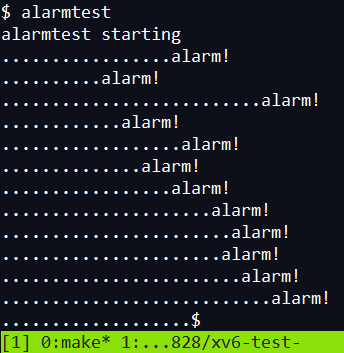 $ alarmtest
alarmtest starting
.................alarm!
..........alarm!
..........................alarm!
............alarm!
..................alarm!
..............alarm!
.................alarm!
.....................alarm!
.......................alarm!
......................alarm!
........................alarm!
...........................alarm!
...................$
[1] 0:make* 1:...828/xv6-test-